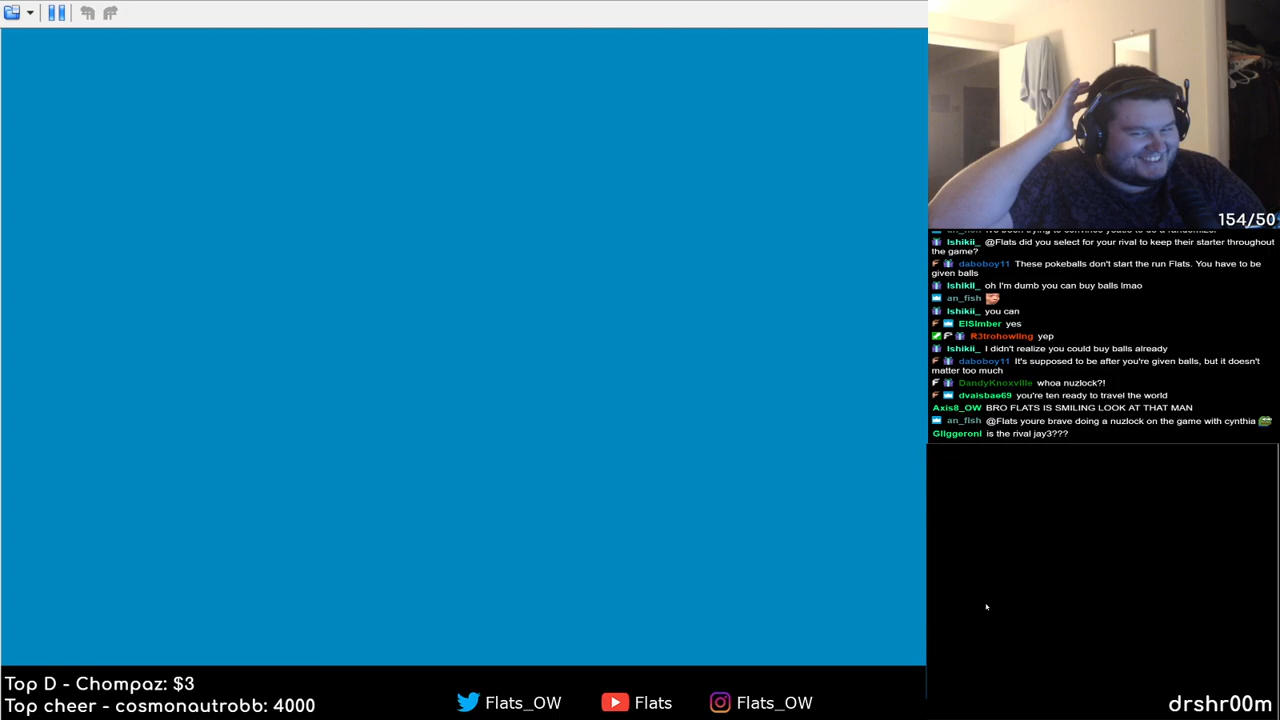 154/50
Ishikii_ @Flats did you select for your rival to keep their starter throughout
the game?
daboboy11 These pokeballs don't start the run Flats. You have to be
given balls
Ishikii_ oh I'm dumb you can buy balls lmao
an_fish
Ishikii_ you can
ElSimber yes
R3trohowling yep
Ishikii_ I didn't realize you could buy balls already
daboboy11 It's supposed to be after you're given balls, but it doesn't
matter too much
DandyKnoxville whoa nuzlock?!
dvaisbae69 you're ten ready to travel the world
Axis8_OW BRO FLATS IS SMILING LOOK AT THAT MAN
an_fish @Flats youre brave doing a nuzlock on the game with cynthia
Gliggeroni is the rival jay3???
Top D - Chompaz: $3
Top cheer - cosmonautrobb: 4000
Flats_OW
Flats
Flats_OW
drshr00m